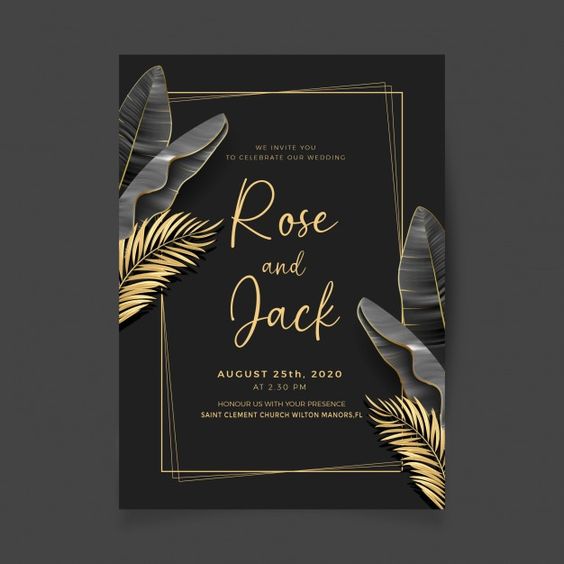 WE INVITE YOU
TO CELEBRATE OUR WEDDING
Rose
and
Jack
AUGUST 25th, 2020
AT 2.30 PM
HONOUR US WITH YOUR PRESENCE
SAINT CLEMENT CHURCH WILTON MANORS,FL